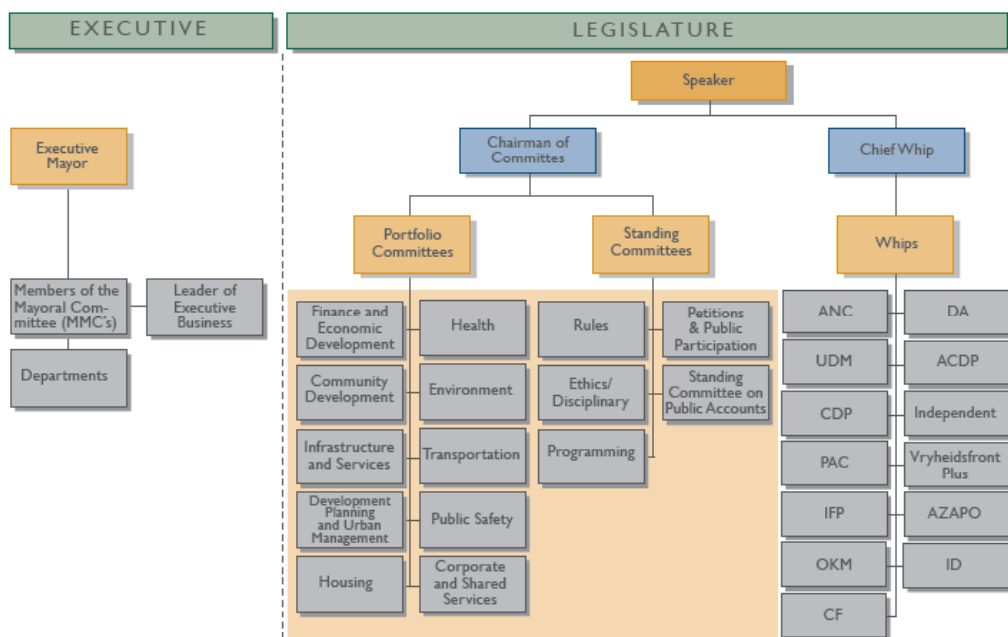 EXECUTIVE
LEGISLATURE
Speaker
Executive
Mayor
Chairman of
Committes
Chief Whip
Portfolio
Committees
Standing
Committees
Whips
Members of the
Mayoral Com-
mittee (MMC's)
Leader of
Executive
Business
Departments
Finance and
Economic
Development
Health
Community
Development
Environment
Infrastructure
and Services
Transportation
Development
Planning
and Urban
Management
Public Safety
Housing
Corporate
and Shared
Services
Rules
Petitions
& Public
Participation
Ethics/
Disciplinary
Standing
Committee on
Public Accounts
Programming
ANC
DA
UDM
ACDP
CDP
Independent
PAC
Vryheidsfront
Plus
IFP
AZAPO
OKM
ID
CF